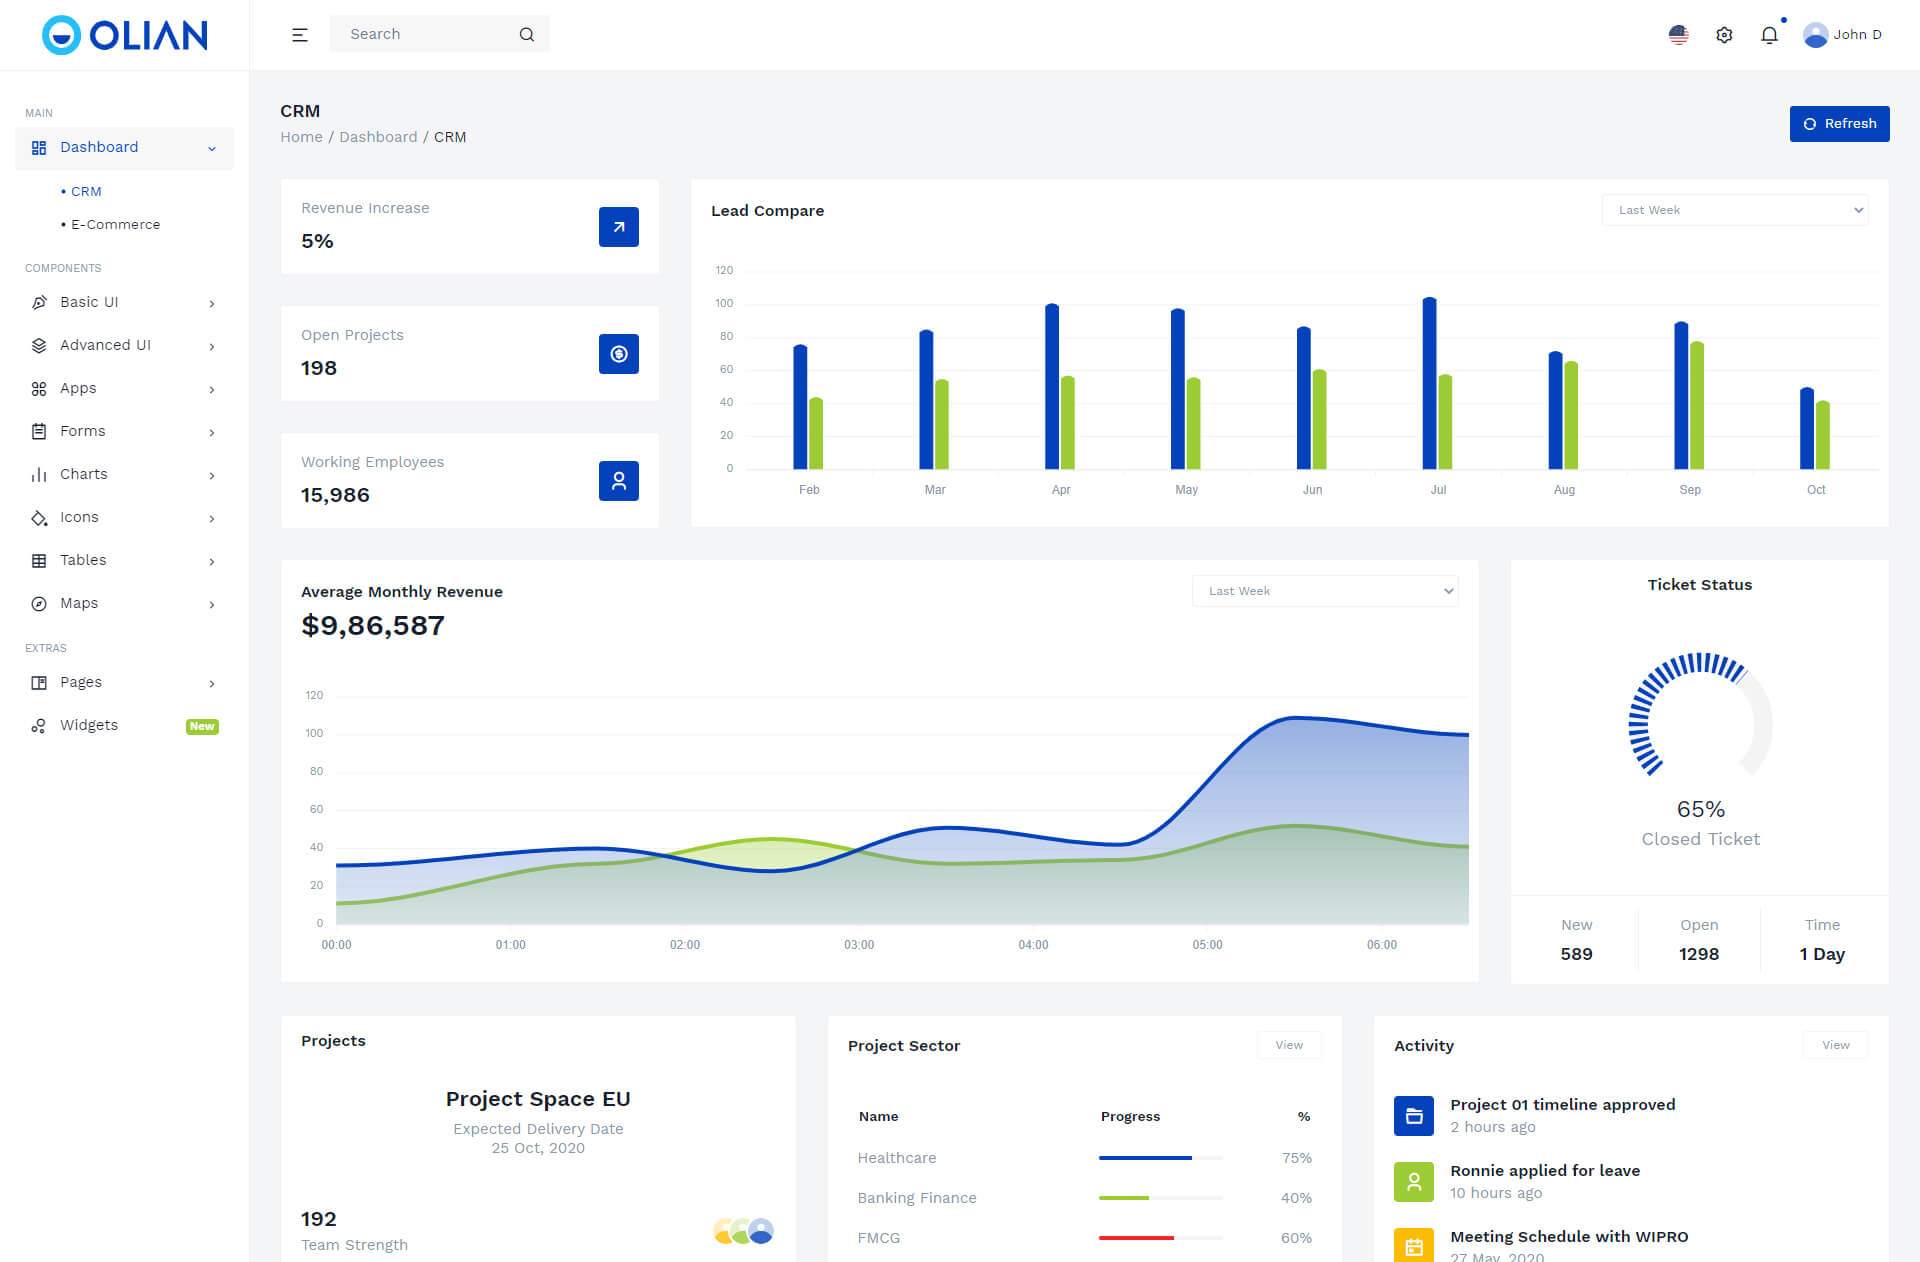 OLIAN
Search
John D
MAIN
Dashboard
• CRM
• E-Commerce
COMPONENTS
Basic UI
Advanced UI
Apps
Forms
Charts
Icons
Tables
Maps
EXTRAS
Pages
Widgets
New
CRM
Home / Dashboard / CRM
Refresh
Revenue Increase
5%
Open Projects
198
Working Employees
15,986
Lead Compare
Last Week
120
100
80
60
40
20
0
Feb Mar Apr May Jun Jul Aug Sep Oct
Average Monthly Revenue
$9,86,587
Last Week
120
100
80
60
40
20
0
00:00 01:00 02:00 03:00 04:00 05:00 06:00
Ticket Status
65%
Closed Ticket
New Open Time
589 1298 1 Day
Projects
Project Space EU
Expected Delivery Date
25 Oct, 2020
192
Team Strength
Project Sector
View
Name Progress %
Healthcare 75%
Banking Finance 40%
FMCG 60%
Activity
View
Project 01 timeline approved
2 hours ago
Ronnie applied for leave
10 hours ago
Meeting Schedule with WIPRO
27 May, 2020